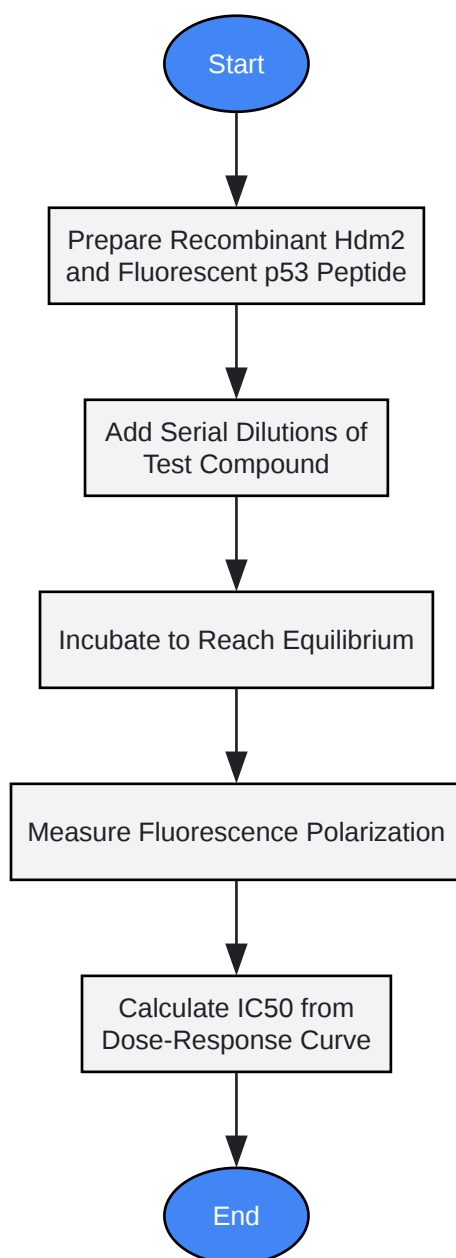 Start
Prepare Recombinant Hdm2
and Fluorescent p53 Peptide
Add Serial Dilutions of
Test Compound
Incubate to Reach Equilibrium
Measure Fluorescence Polarization
Calculate IC50 from
Dose-Response Curve
End